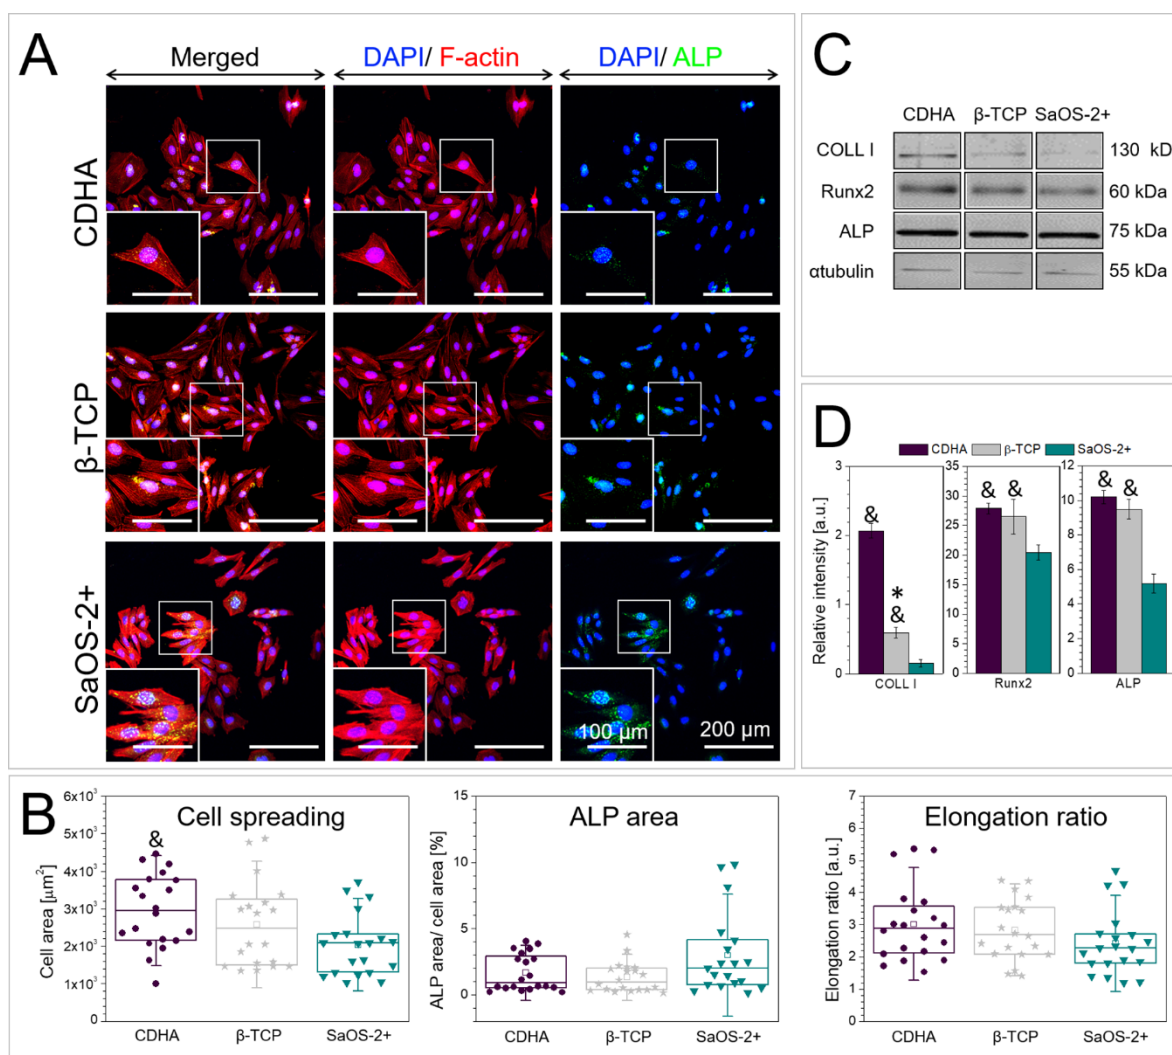 A
Merged
DAPI/ F-actin
DAPI/ ALP
CDHA
β-TCP
SaOS-2+
100 µm
200 µm
C
CDHA β-TCP SaOS-2+
COLL I 130 kD
Runx2 60 kDa
ALP 75 kDa
αtubulin 55 kDa
D
CDHA β-TCP SaOS-2+
Relative intensity [a.u.]
3
2
1
0
&
*
&
COLL I
35
30
25
20
15
10
5
0
& &
Runx2
12
10
8
6
4
2
0
& &
ALP
B
Cell spreading
Cell area [µm²]
6x10³
5x10³
4x10³
3x10³
2x10³
1x10³
0
&
CDHA β-TCP SaOS-2+
ALP area
ALP area/ cell area [%]
15
10
5
0
CDHA β-TCP SaOS-2+
Elongation ratio
Elongation ratio [a.u.]
7
6
5
4
3
2
1
0
CDHA β-TCP SaOS-2+